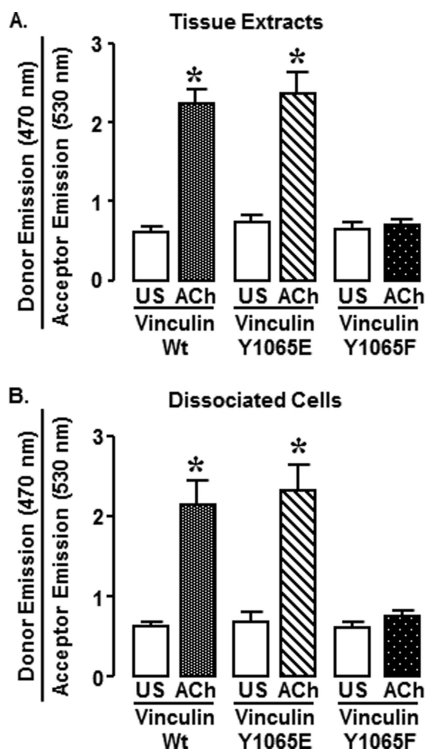 A. Tissue Extracts
Donor Emission (470 nm)
Acceptor Emission (530 nm)
3
2
1
0
*
*
US ACh US ACh US ACh
Vinculin Vinculin Vinculin
Wt Y1065E Y1065F
B. Dissociated Cells
Donor Emission (470 nm)
Acceptor Emission (530 nm)
3
2
1
0
*
*
US ACh US ACh US ACh
Vinculin Vinculin Vinculin
Wt Y1065E Y1065F